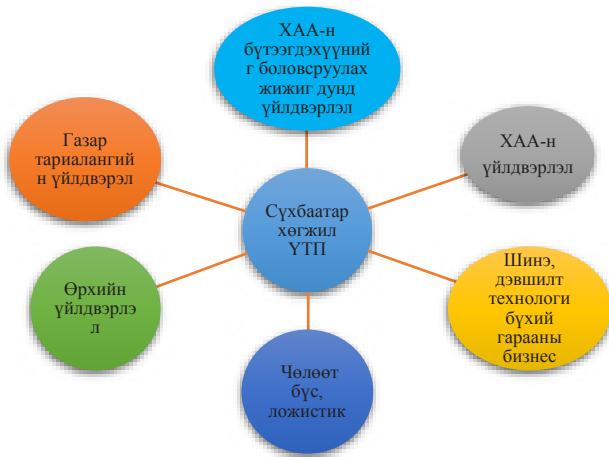 ХАА-н
бүтээгдэхүүний
г боловсруулах
жижиг дунд
үйлдвэрлэл
Газар
тариалангий
н үйлдвэрэл
ХАА-н
үйлдвэрлэл
Сүхбаатар
хөгжил
ҮТП
Өрхийн
үйлдвэрлэ
л
Шинэ,
дэвшилт
технологи
бүхий
гарааны
бизнес
Чөлөөт
бүс,
ложистик